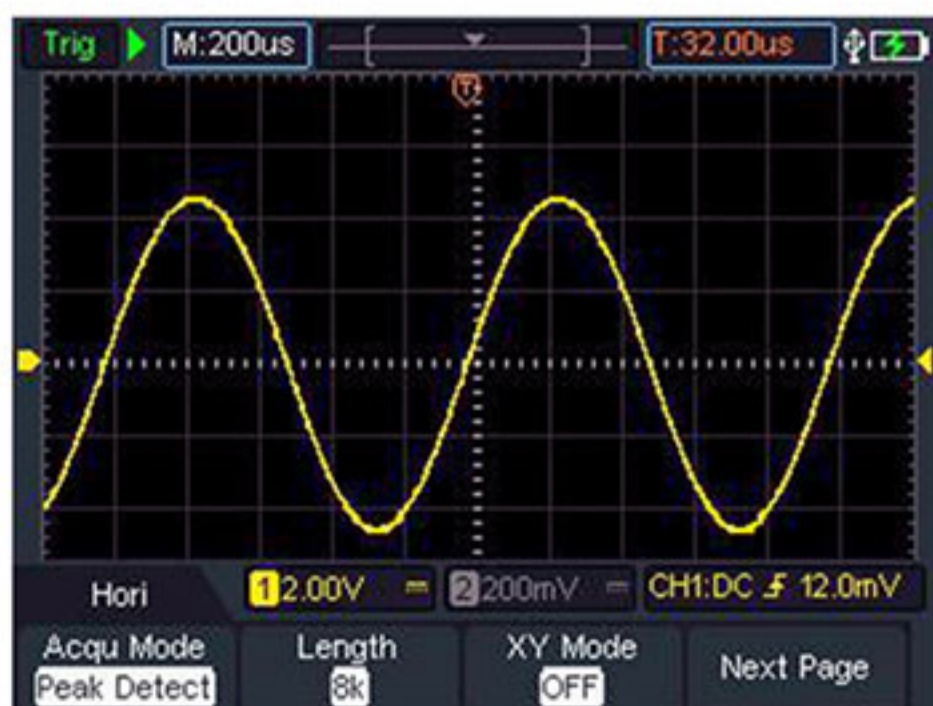 Trig M:200us T:32.00us
T
Hori 1 2.00V 2 200mV CH1:DC 12.0mV
Acqu Mode Length XY Mode Next Page
Peak Detect 8k OFF